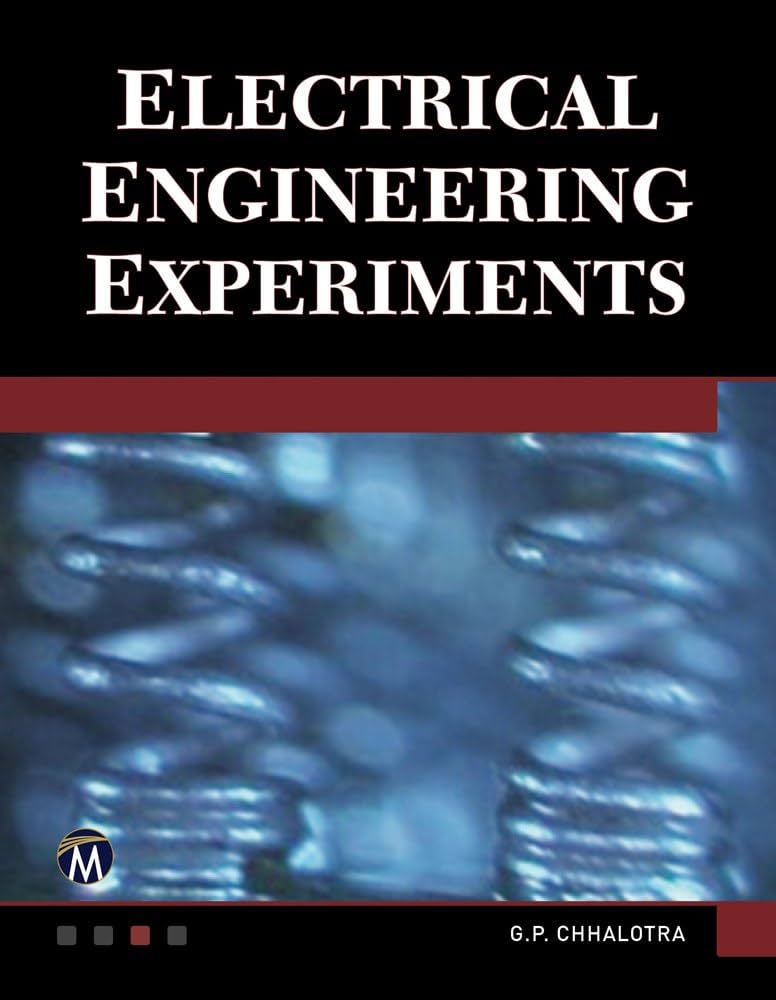 ELECTRICAL
ENGINEERING
EXPERIMENTS
M
G.P. CHHALOTRA